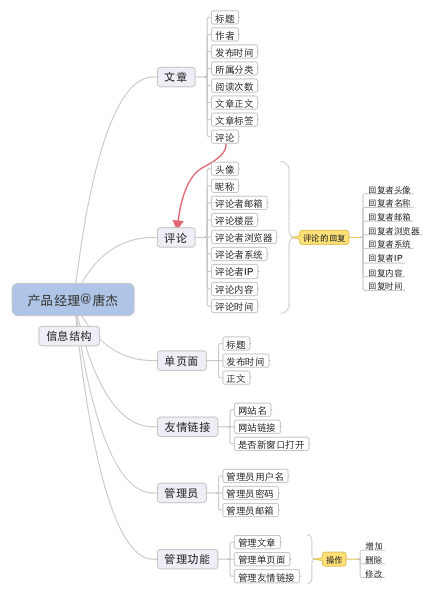 产品经理@唐杰
信息结构
文章
标题
作者
发布时间
所属分类
阅读次数
文章正文
文章标签
评论
评论
头像
昵称
评论者邮箱
评论楼层
评论者浏览器
评论者系统
评论者IP
评论内容
评论时间
评论的回复
回复者头像
回复者名称
回复者邮箱
回复者浏览器
回复者系统
回复者IP
回复内容
回复时间
单页面
标题
发布时间
正文
友情链接
网站名
网站链接
是否新窗口打开
管理员
管理员用户名
管理员密码
管理员邮箱
管理功能
管理文章
管理单页面
管理友情链接
操作
增加
删除
修改